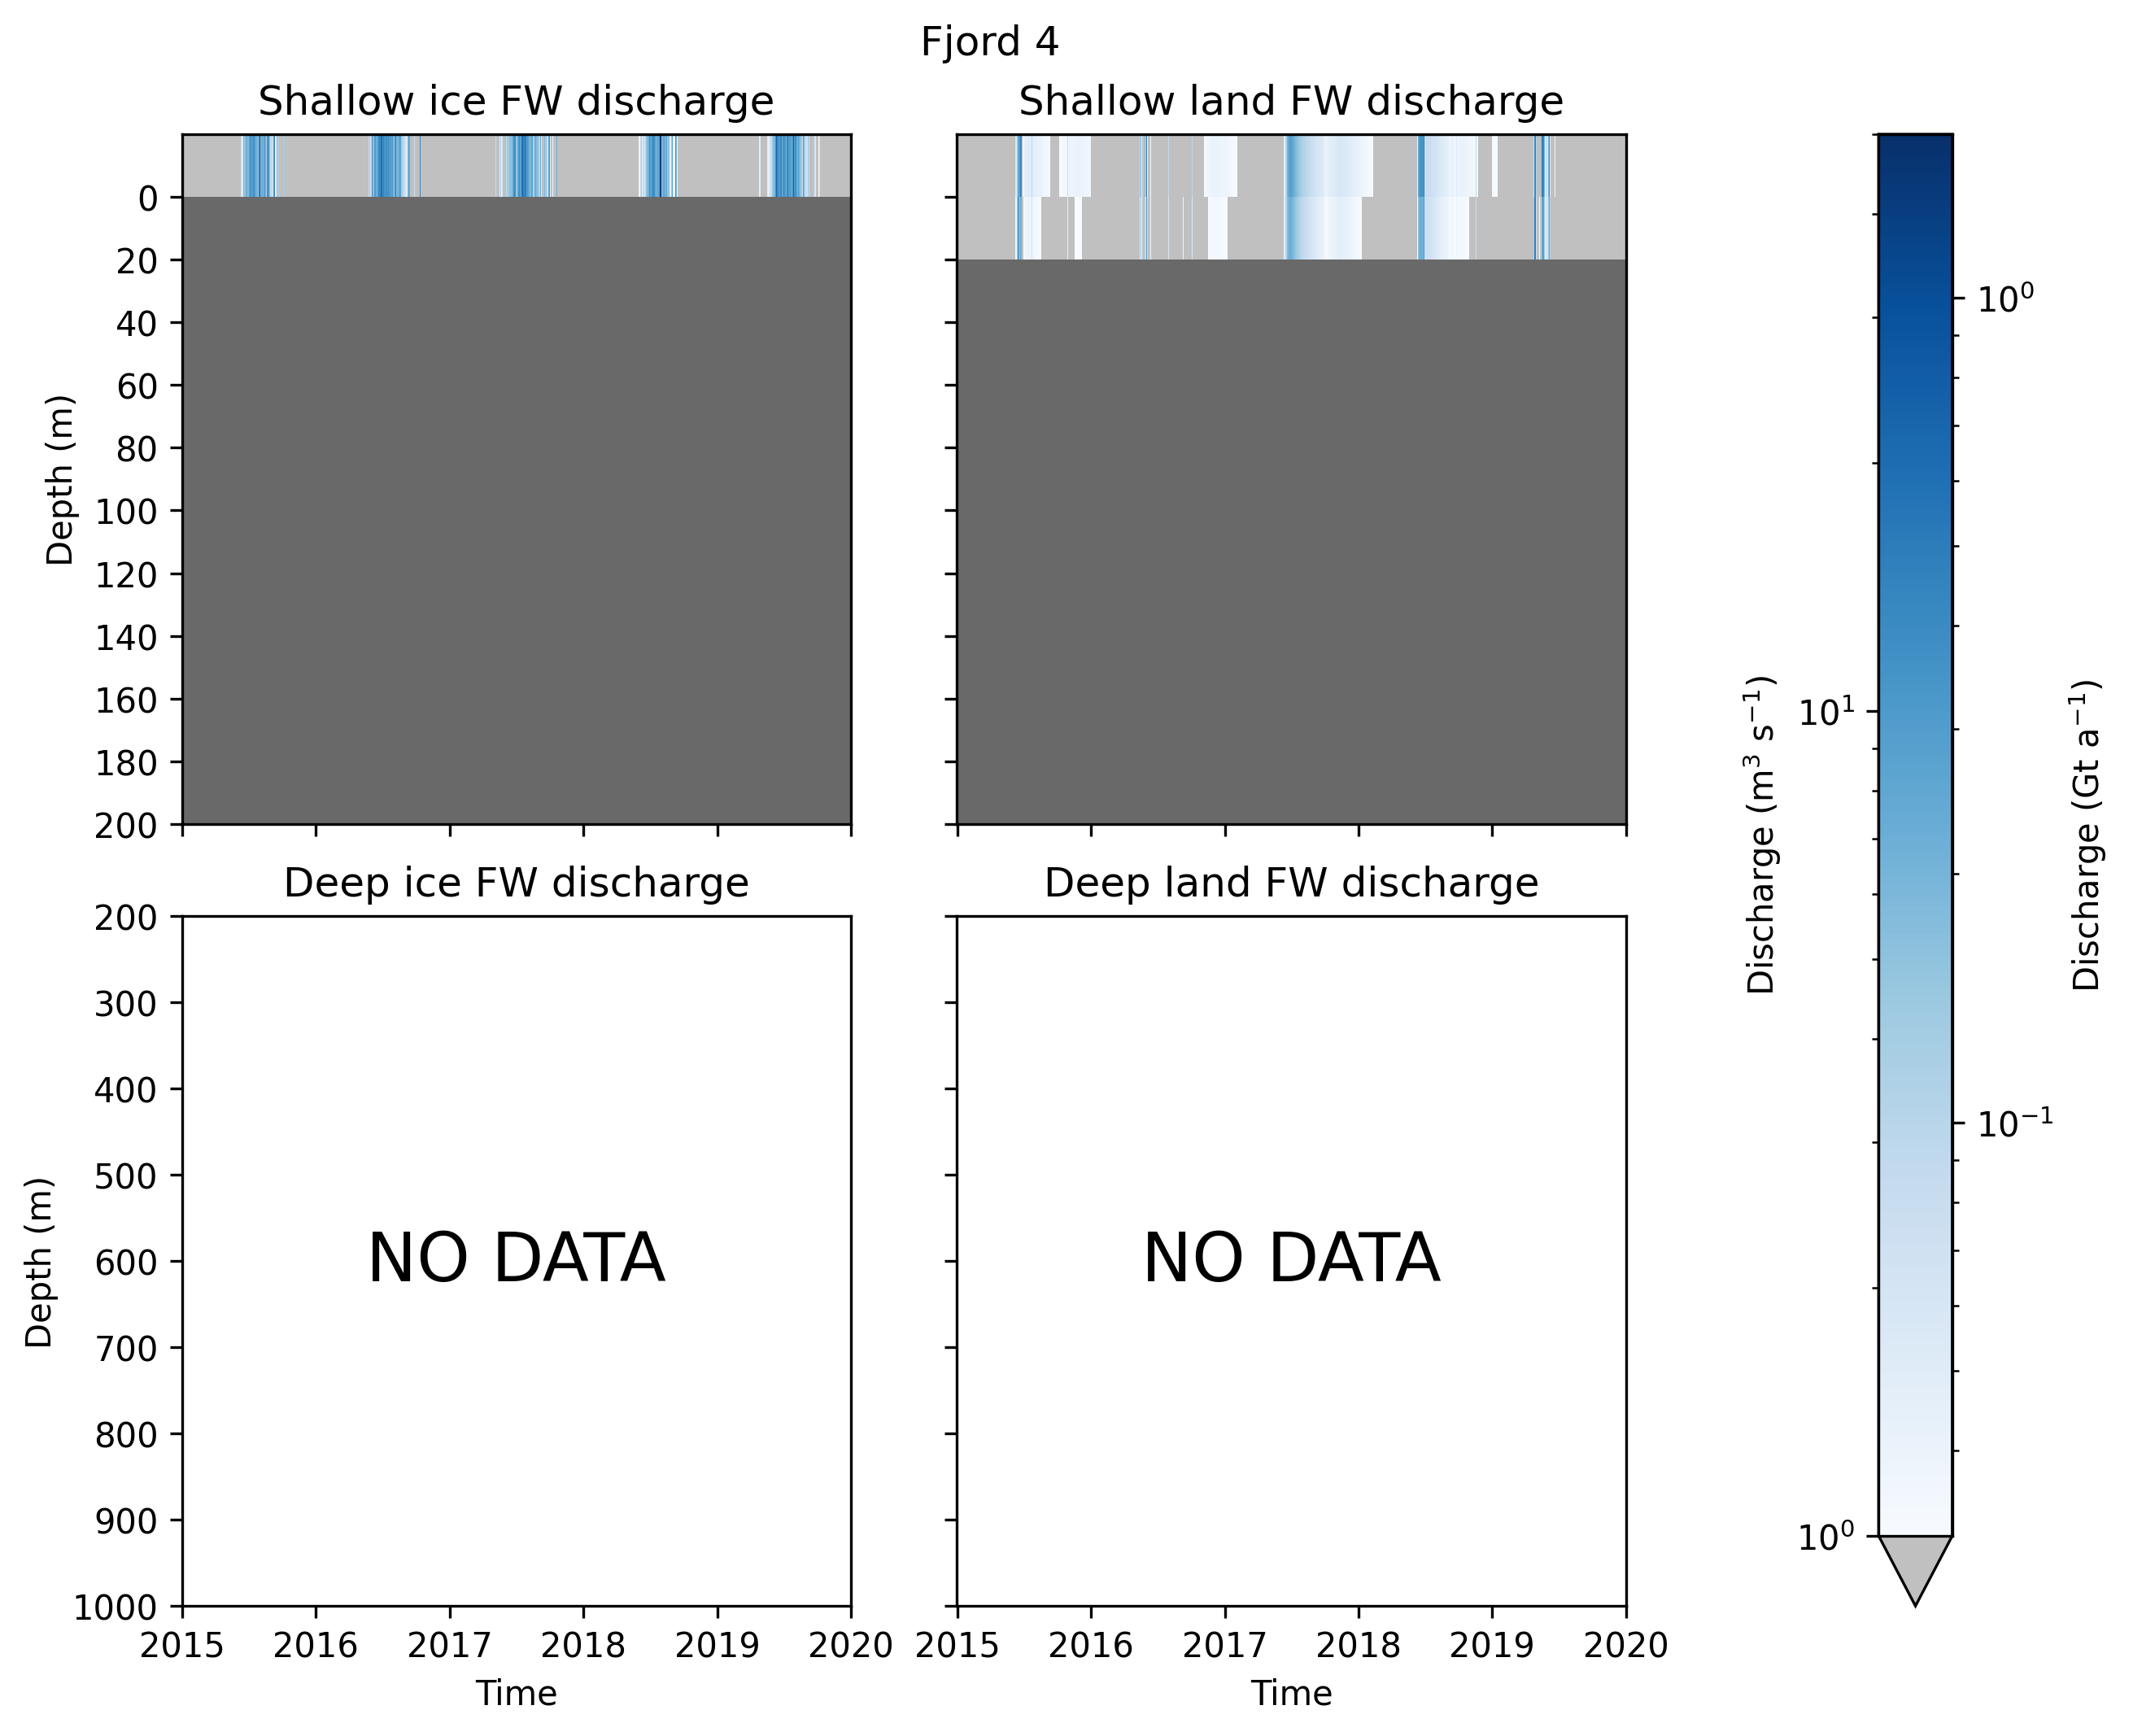 Fjord 4
Shallow ice FW discharge
Shallow land FW discharge
0
20
40
60
80
100
120
140
160
180
200
Depth (m)
Deep ice FW discharge
Deep land FW discharge
200
300
400
500
600
700
800
900
1000
Depth (m)
NO DATA
NO DATA
2015 2016 2017 2018 2019 2020
2015 2016 2017 2018 2019 2020
Time
Time
Discharge (m³ s⁻¹)
10¹
10⁰
10⁰
10⁻¹
Discharge (Gt a⁻¹)